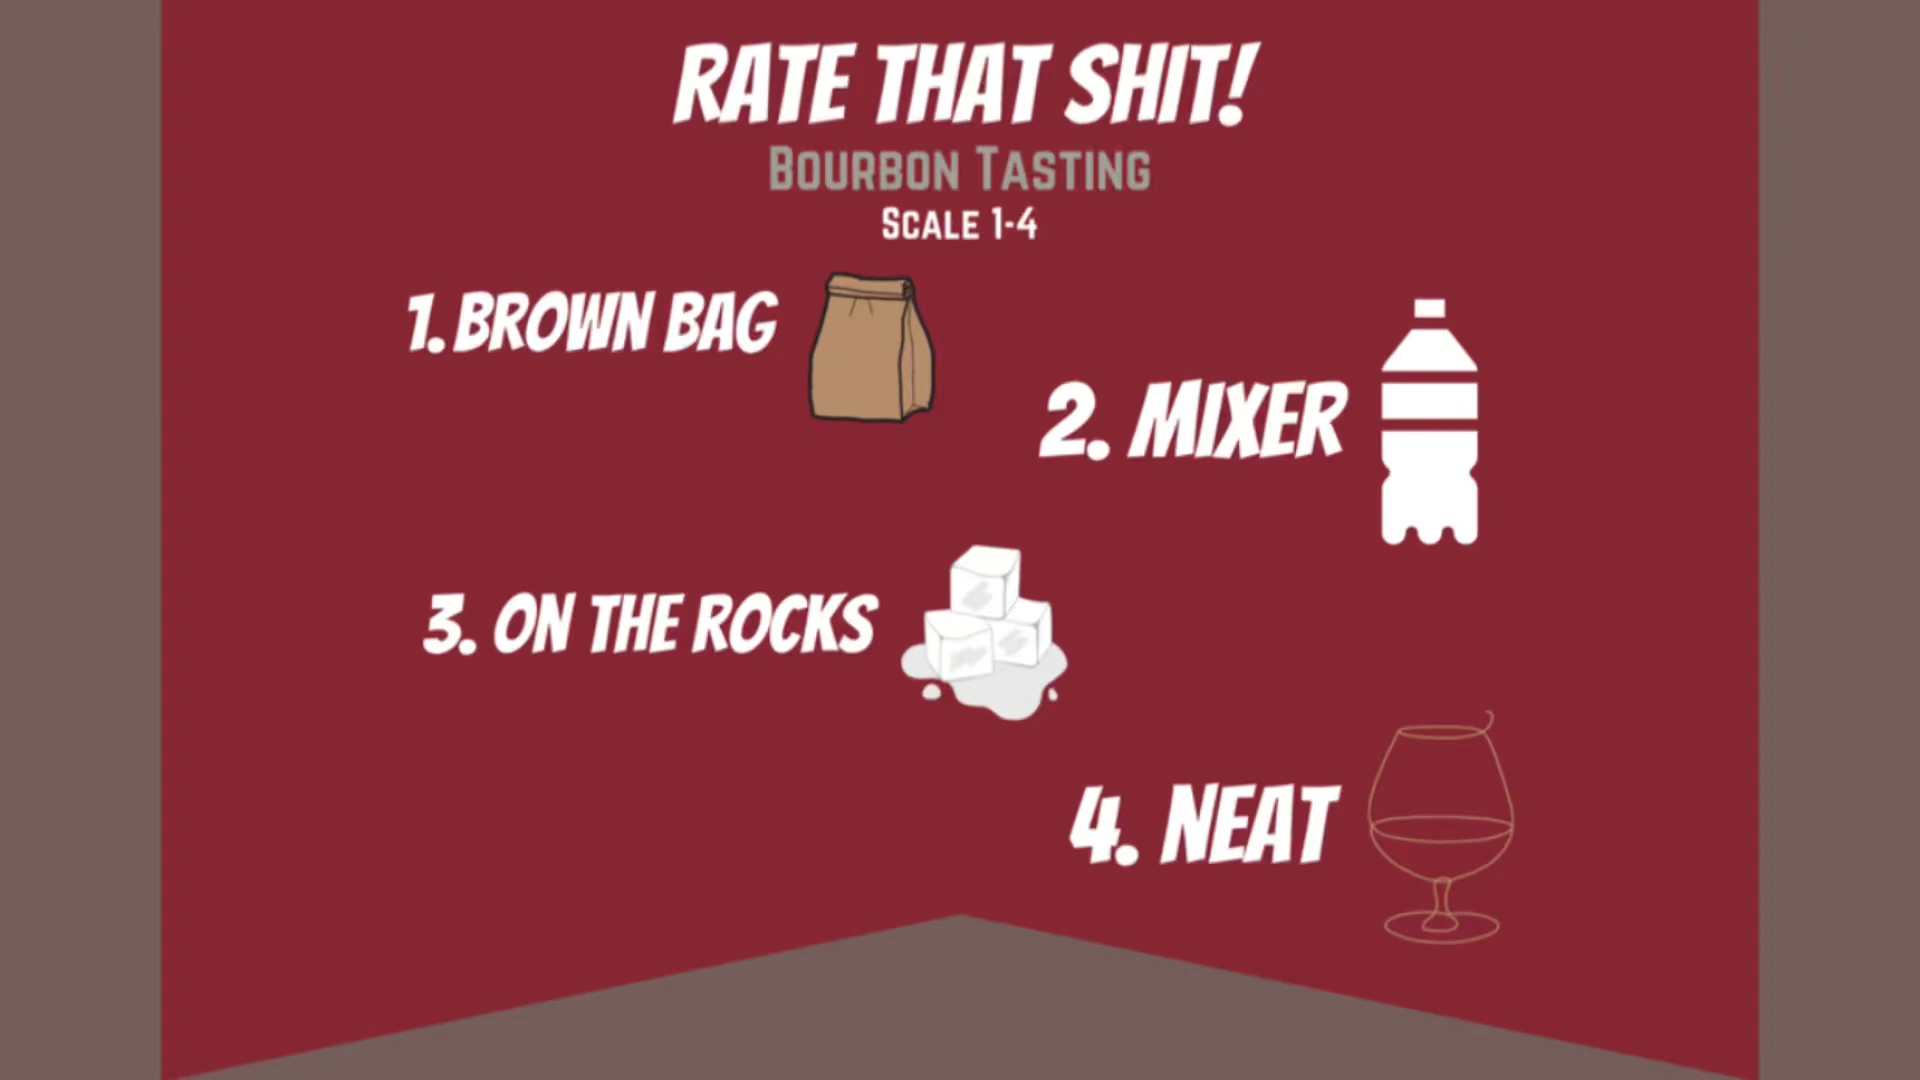 RATE THAT SHIT!
BOURBON TASTING
SCALE 1-4
1. BROWN BAG
2. MIXER
3. ON THE ROCKS
4. NEAT